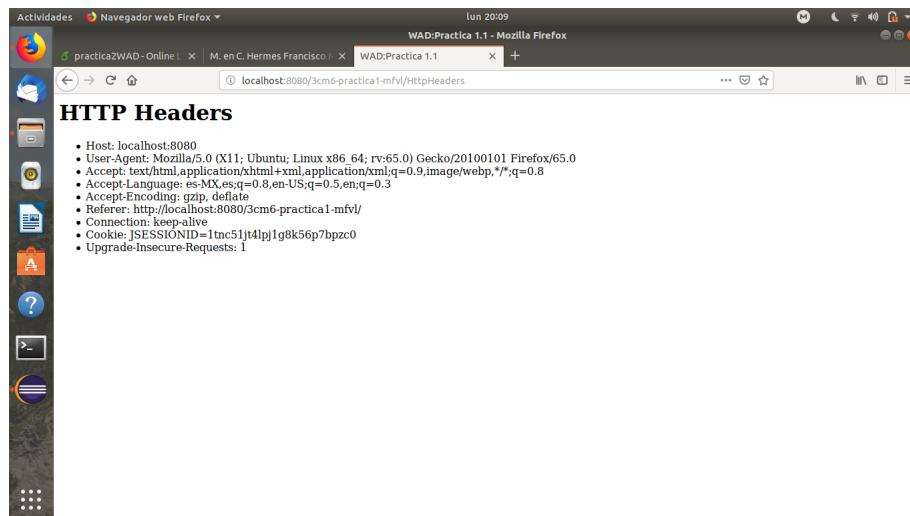 Actividades Navegador web Firefox lun 20:09
WAD:Practica 1.1 - Mozilla Firefox
practica2WAD - Online L M. en C. Hermes Francisco WAD:Practica 1.1
localhost:8080/3cm6-practica1-mfvl/HttpHeaders
HTTP Headers
Host: localhost:8080
User-Agent: Mozilla/5.0 (X11; Ubuntu; Linux x86_64; rv:65.0) Gecko/20100101 Firefox/65.0
Accept: text/html,application/xhtml+xml,application/xml;q=0.9,image/webp,*/*;q=0.8
Accept-Language: es-MX,es;q=0.8,en-US;q=0.5,en;q=0.3
Accept-Encoding: gzip, deflate
Referer: http://localhost:8080/3cm6-practica1-mfvl/
Connection: keep-alive
Cookie: JSESSIONID=1tnc51jt4lpj1g8k56p7bpzc0
Upgrade-Insecure-Requests: 1